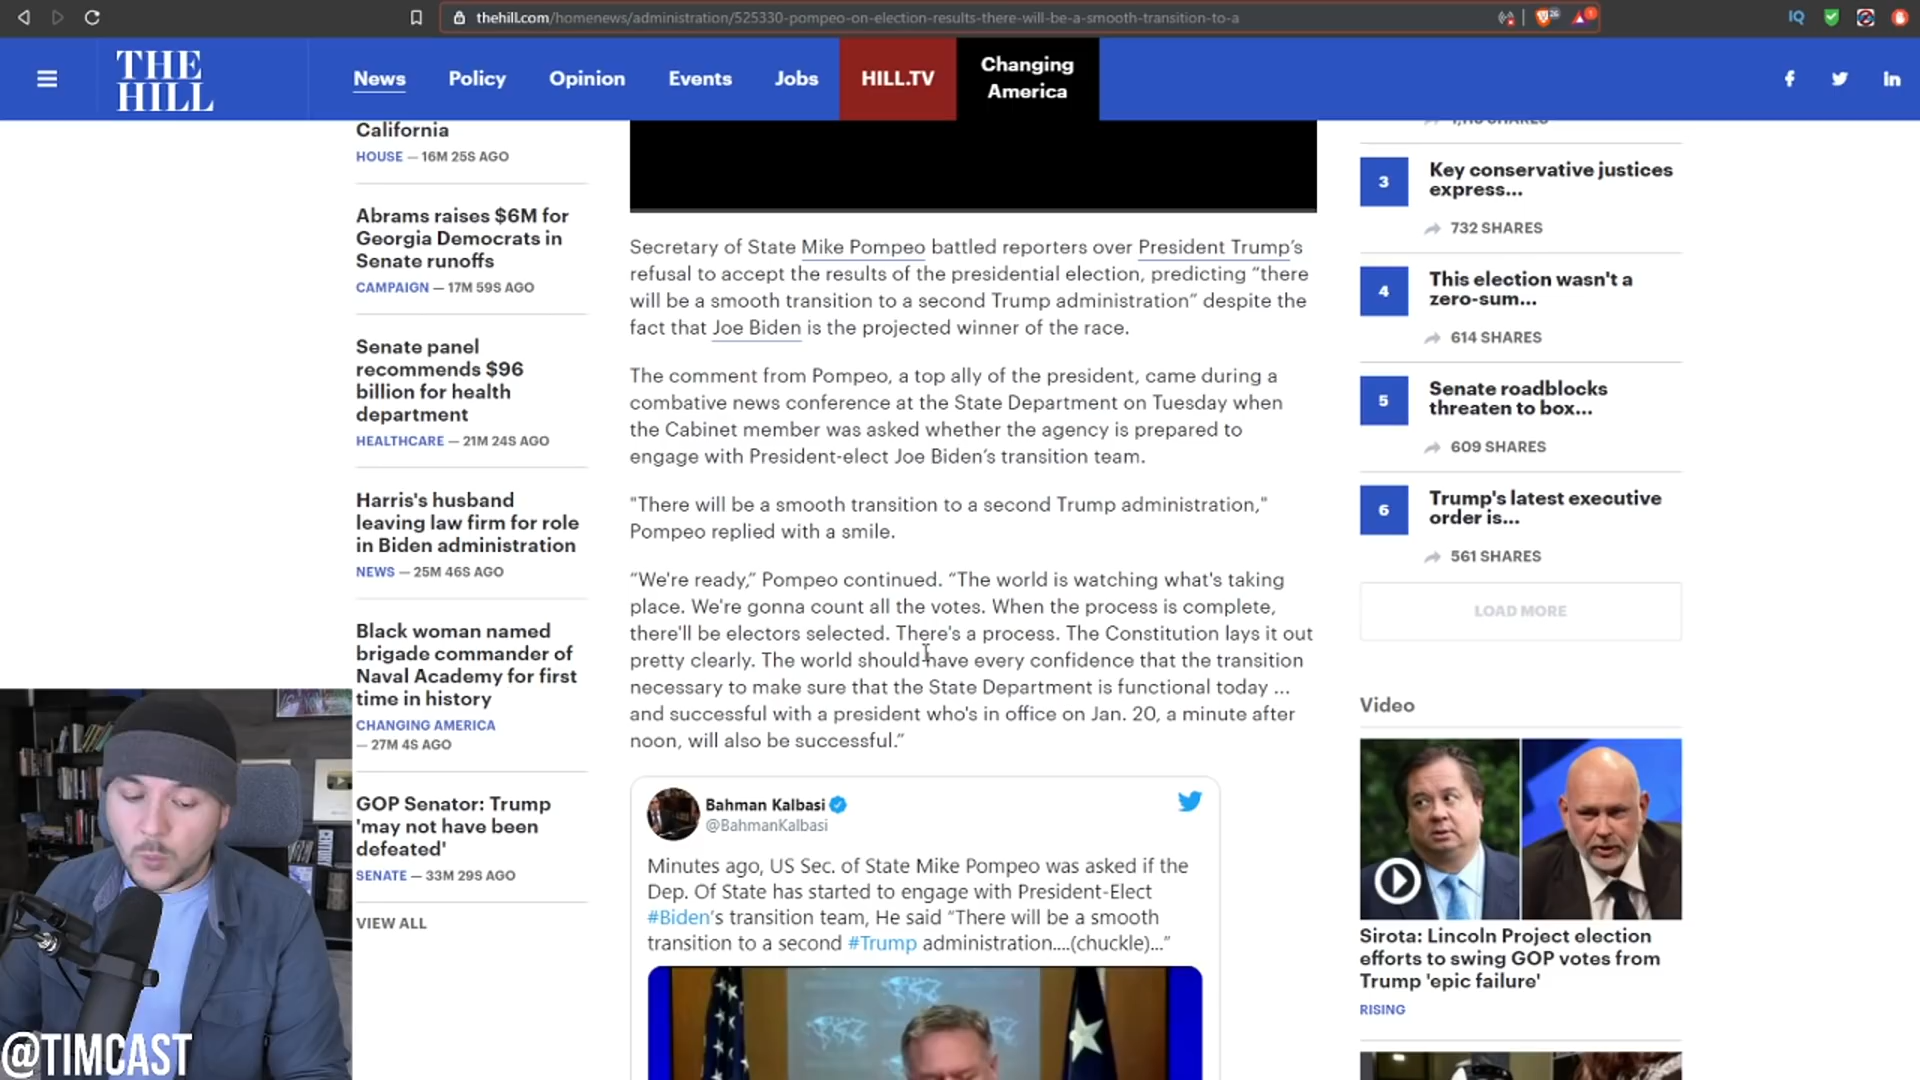 thehill.com/homenews/administration/525330-pompeo-on-election-results-there-will-be-a-smooth-transition-to-a
26
1
IQ
THE
HILL
News
Policy
Opinion
Events
Jobs
HILL.TV
Changing
America
California
HOUSE — 16M 25S AGO
Abrams raises $6M for
Georgia Democrats in
Senate runoffs
CAMPAIGN — 17M 59S AGO
Senate panel
recommends $96
billion for health
department
HEALTHCARE — 21M 24S AGO
Harris's husband
leaving law firm for role
in Biden administration
NEWS — 25M 46S AGO
Black woman named
brigade commander of
Naval Academy for first
time in history
CHANGING AMERICA
— 27M 4S AGO
GOP Senator: Trump
'may not have been
defeated'
SENATE — 33M 29S AGO
VIEW ALL
Secretary of State Mike Pompeo battled reporters over President Trump's
refusal to accept the results of the presidential election, predicting “there
will be a smooth transition to a second Trump administration” despite the
fact that Joe Biden is the projected winner of the race.
The comment from Pompeo, a top ally of the president, came during a
combative news conference at the State Department on Tuesday when
the Cabinet member was asked whether the agency is prepared to
engage with President-elect Joe Biden’s transition team.
"There will be a smooth transition to a second Trump administration,"
Pompeo replied with a smile.
“We're ready,” Pompeo continued. “The world is watching what's taking
place. We're gonna count all the votes. When the process is complete,
there'll be electors selected. There's a process. The Constitution lays it out
pretty clearly. The world should have every confidence that the transition
necessary to make sure that the State Department is functional today ...
and successful with a president who's in office on Jan. 20, a minute after
noon, will also be successful.”
Bahman Kalbasi
@BahmanKalbasi
Minutes ago, US Sec. of State Mike Pompeo was asked if the
Dep. Of State has started to engage with President-Elect
#Biden’s transition team, He said “There will be a smooth
transition to a second #Trump administration....(chuckle)...”
SHARES
3
Key conservative justices
express...
732 SHARES
4
This election wasn't a
zero-sum...
614 SHARES
5
Senate roadblocks
threaten to box...
609 SHARES
6
Trump's latest executive
order is...
561 SHARES
LOAD MORE
Video
Sirota: Lincoln Project election
efforts to swing GOP votes from
Trump 'epic failure'
RISING
@TIMCAST